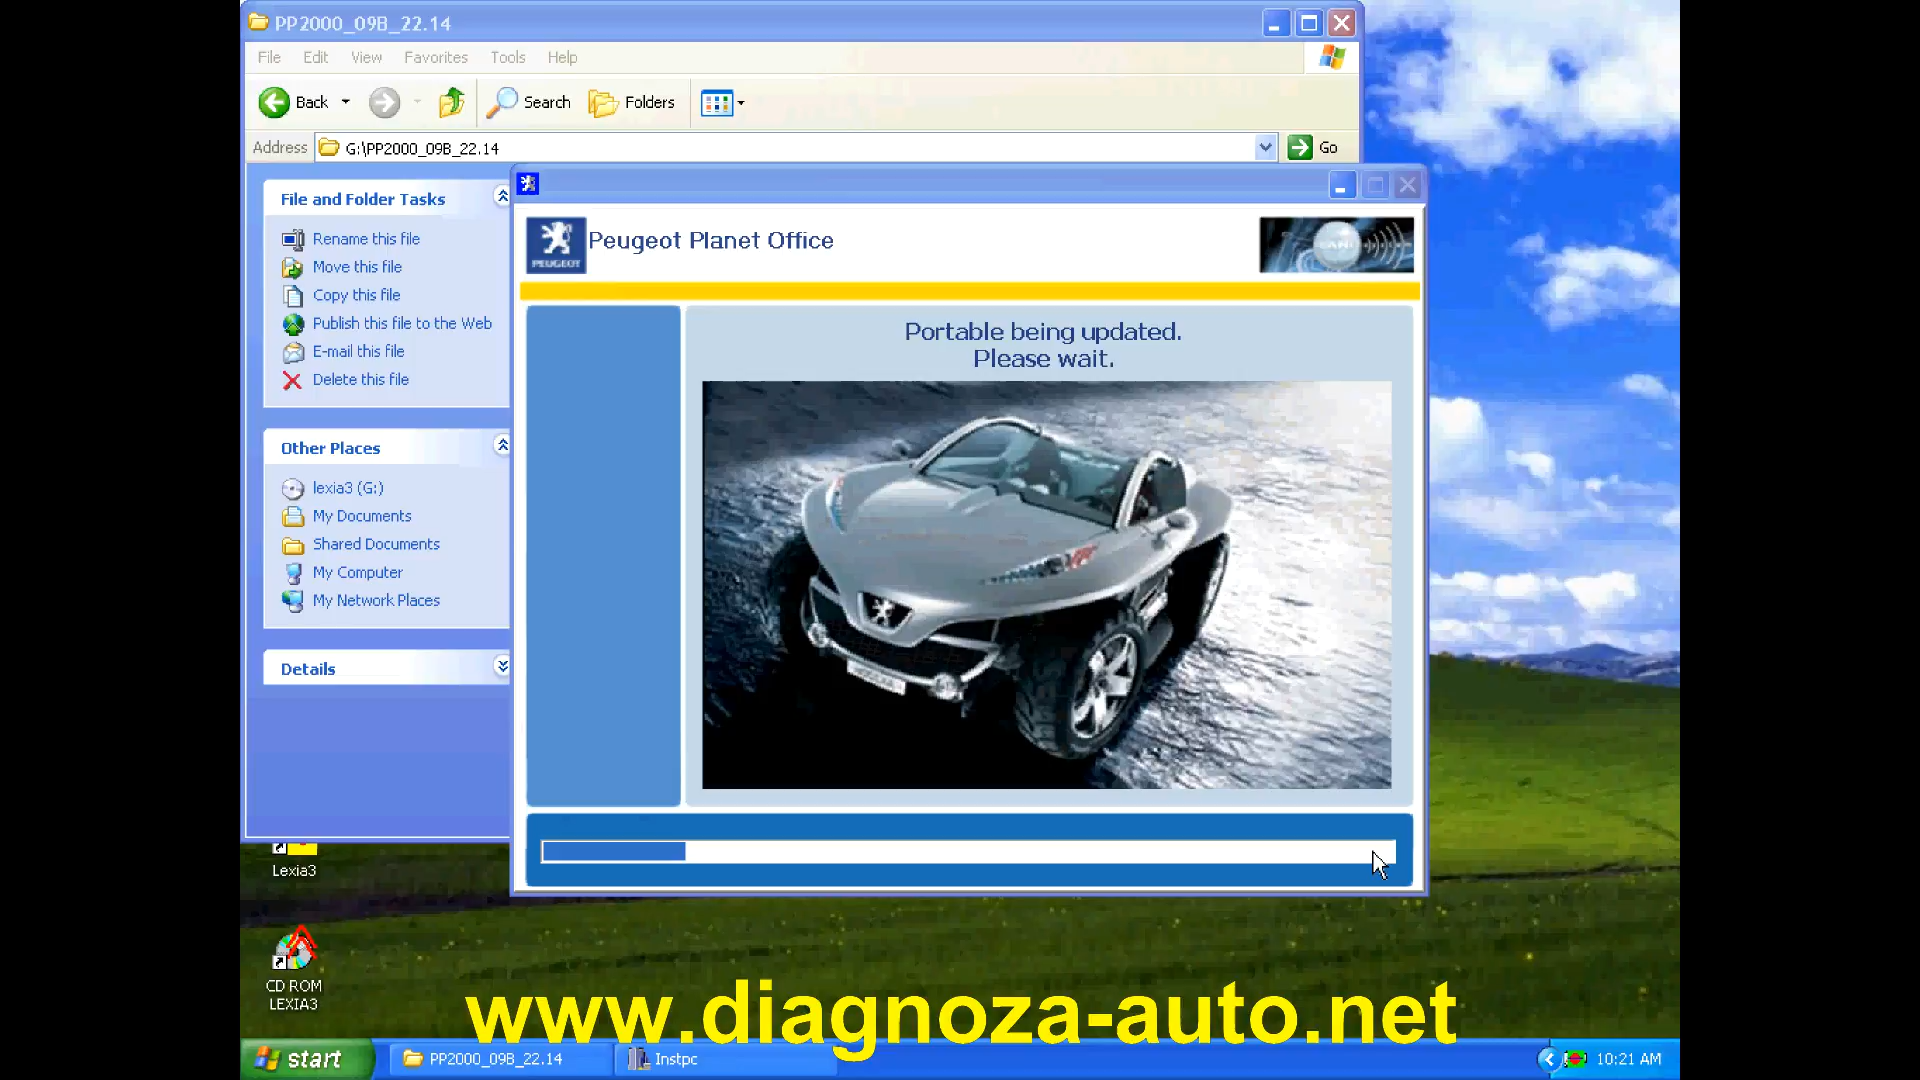 PP2000_09B_22.14
File Edit View Favorites Tools Help
Back Search Folders
Address G:\PP2000_09B_22.14 Go
File and Folder Tasks
Rename this file
Move this file
Copy this file
Publish this file to the Web
E-mail this file
Delete this file
Other Places
lexia3 (G:)
My Documents
Shared Documents
My Computer
My Network Places
Details
PEUGEOT
Peugeot Planet Office
Portable being updated.
Please wait.
Lexia3
CD ROM
LEXIA3
www.diagnoza-auto.net
start PP2000_09B_22.14 Instpc 10:21 AM